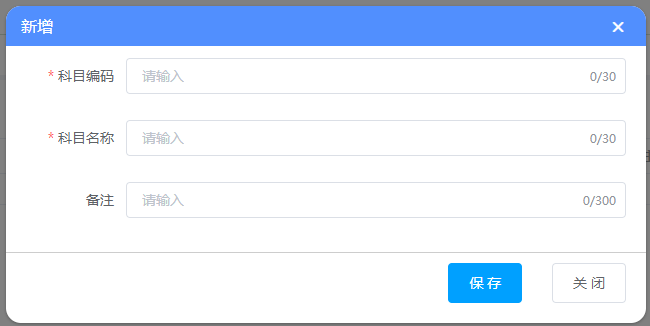 新增
* 科目编码 请输入 0/30
* 科目名称 请输入 0/30
备注 请输入 0/300
保存 关闭